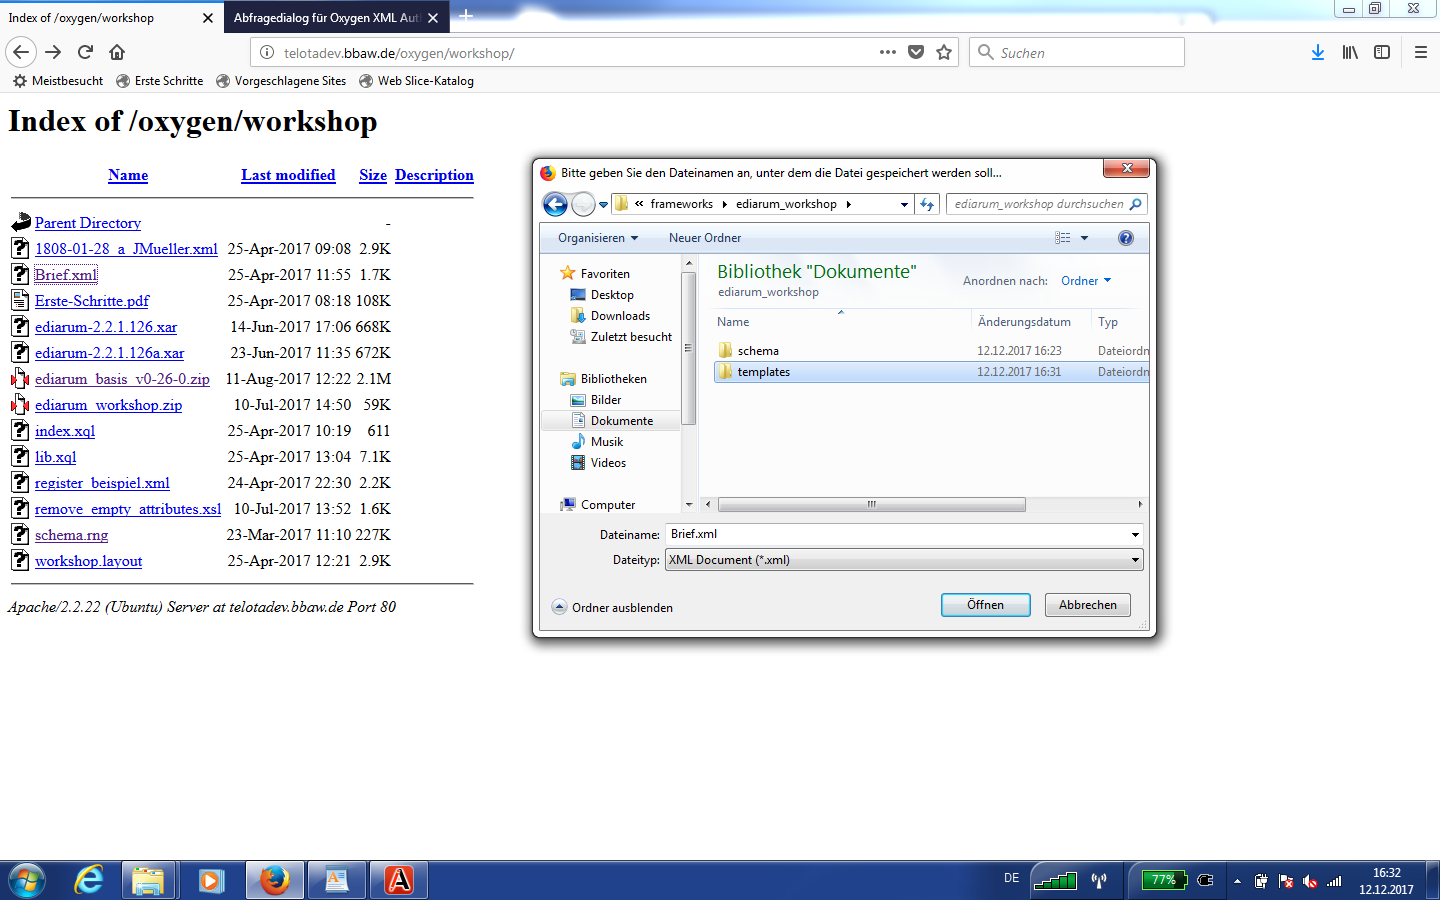 Index of /oxygen/workshop
Abfragedialog für Oxygen XML Aut
telotadev.bbaw.de/oxygen/workshop/
Suchen
Meistbesucht
Erste Schritte
Vorgeschlagene Sites
Web Slice-Katalog
Index of /oxygen/workshop
Name Last modified Size Description
Parent Directory -
1808-01-28_a_JMueller.xml 25-Apr-2017 09:08 2.9K
Brief.xml 25-Apr-2017 11:55 1.7K
Erste-Schritte.pdf 25-Apr-2017 08:18 108K
ediarum-2.2.1.126.xar 14-Jun-2017 17:06 668K
ediarum-2.2.1.126a.xar 23-Jun-2017 11:35 672K
ediarum_basis_v0-26-0.zip 11-Aug-2017 12:22 2.1M
ediarum_workshop.zip 10-Jul-2017 14:50 59K
index.xql 25-Apr-2017 10:19 611
lib.xql 25-Apr-2017 13:04 7.1K
register_beispiel.xml 24-Apr-2017 22:30 2.2K
remove_empty_attributes.xsl 10-Jul-2017 13:52 1.6K
schema.rng 23-Mar-2017 11:10 227K
workshop.layout 25-Apr-2017 12:21 2.9K
Apache/2.2.22 (Ubuntu) Server at telotadev.bbaw.de Port 80
Bitte geben Sie den Dateinamen an, unter dem die Datei gespeichert werden soll...
« frameworks ediarum_workshop
ediarum_workshop durchsuchen
Organisieren
Neuer Ordner
Favoriten
Desktop
Downloads
Zuletzt besucht
Bibliotheken
Bilder
Dokumente
Musik
Videos
Computer
Bibliothek "Dokumente"
ediarum_workshop
Anordnen nach: Ordner
Name Änderungsdatum Typ
schema 12.12.2017 16:23 Dateiordn
templates 12.12.2017 16:31 Dateiordn
Dateiname: Brief.xml
Dateityp: XML Document (*.xml)
Ordner ausblenden
Öffnen
Abbrechen
DE
77%
16:32
12.12.2017